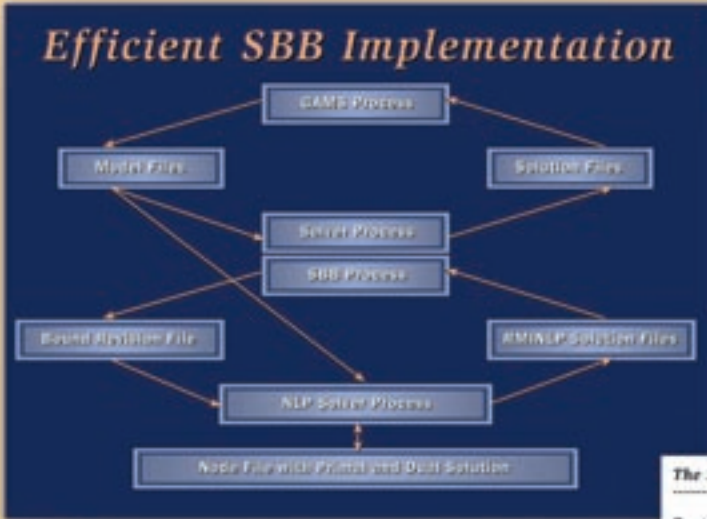 Efficient SBB Implementation
GAMS Process
Model Files
Solution Files
Solver Process
SBB Process
Bound Revision File
RMINLP Solution Files
NLP Solver Process
Node File with Primal and Dual Solution
The